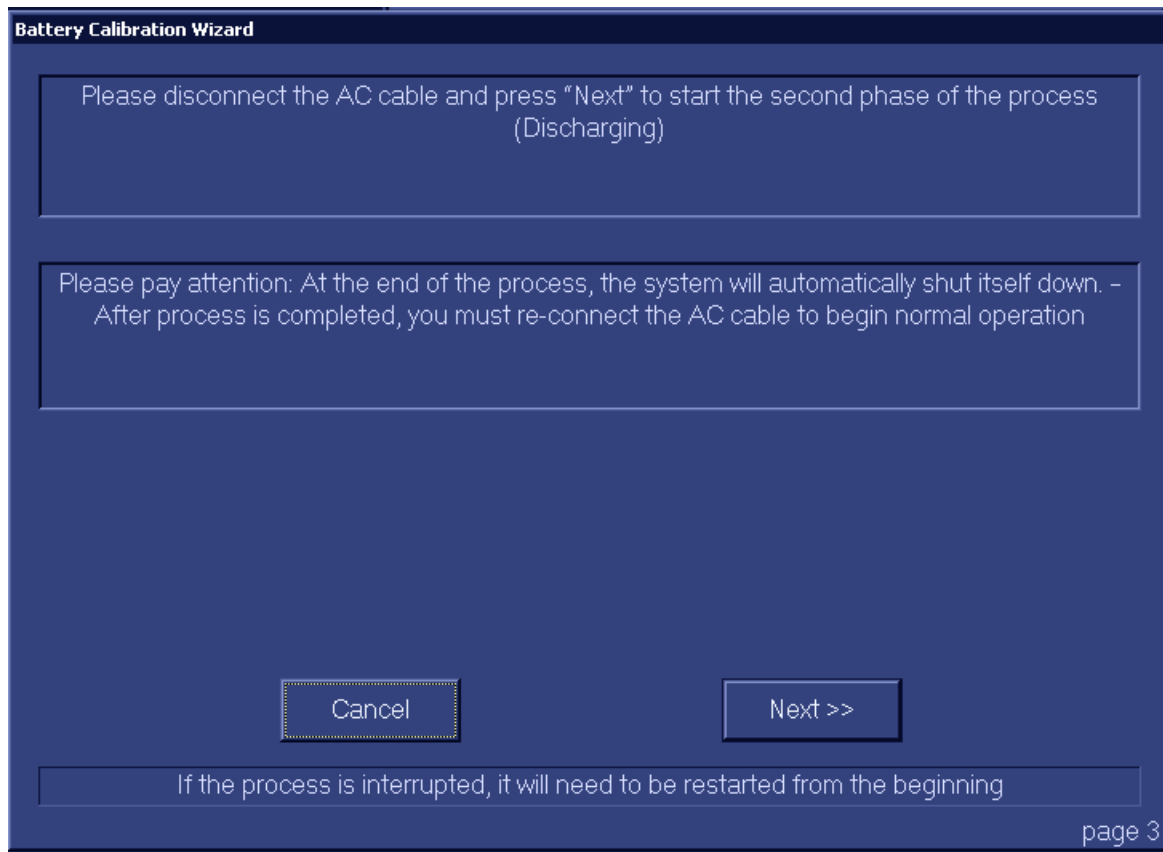 Battery Calibration Wizard
Please disconnect the AC cable and press “Next” to start the second phase of the process
(Discharging)
Please pay attention: At the end of the process, the system will automatically shut itself down. –
After process is completed, you must re-connect the AC cable to begin normal operation
Cancel
Next >>
If the process is interrupted, it will need to be restarted from the beginning
page 3